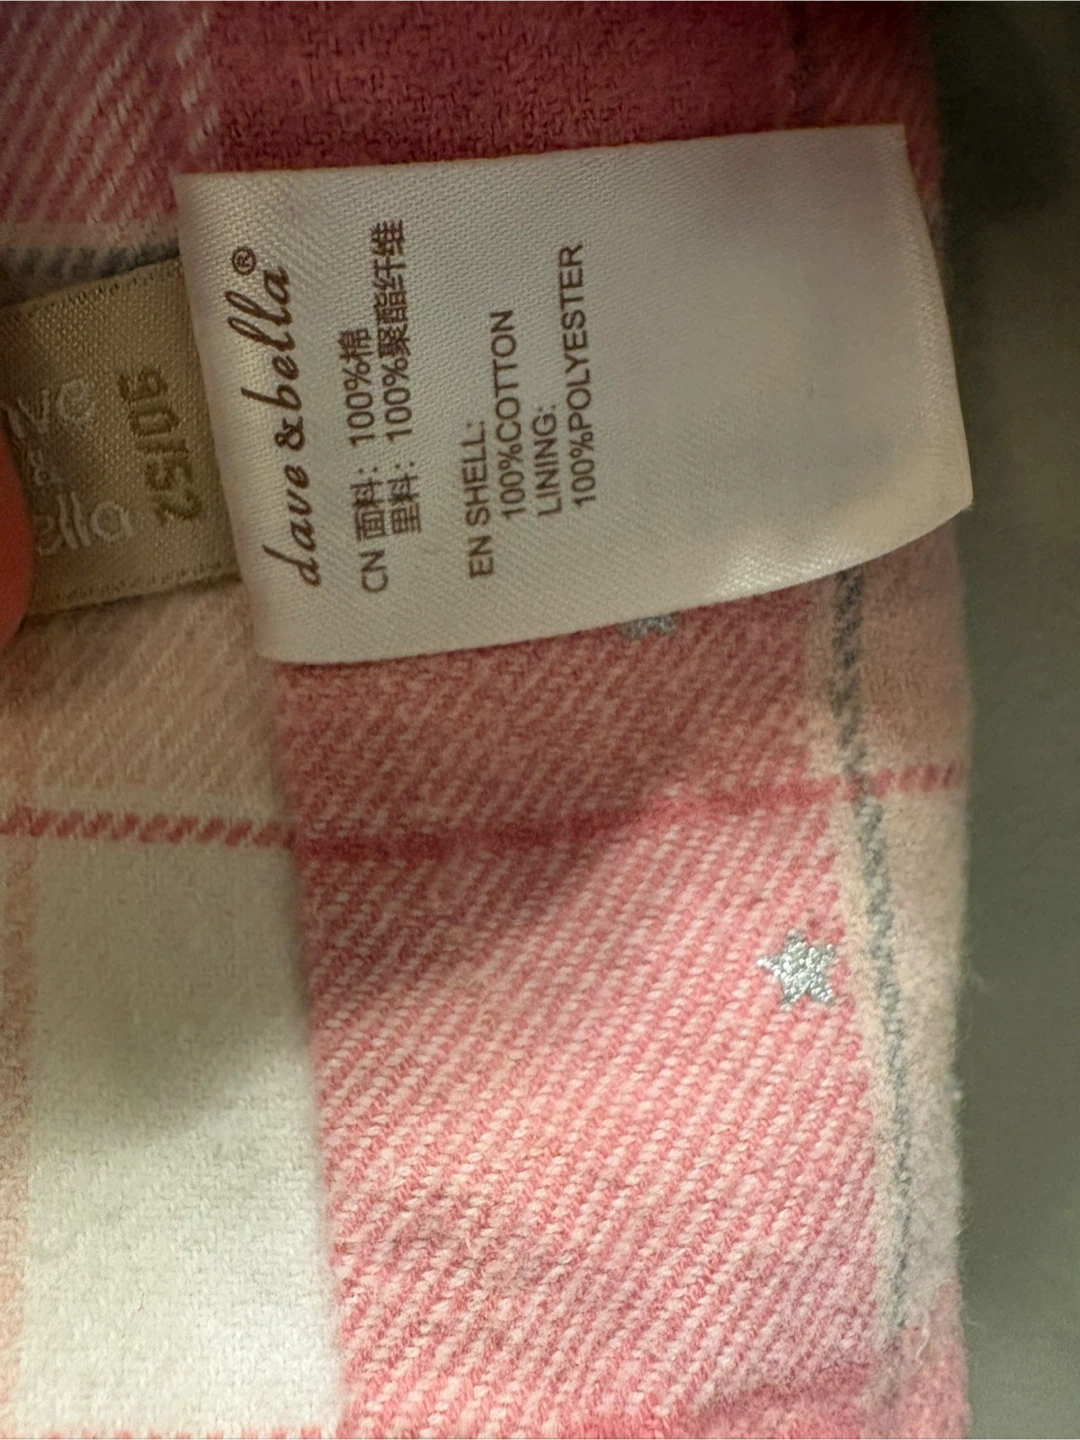 dave&bella®
CN 面料：100%棉
里料：100%聚酯纤维
EN SHELL:
100%COTTON
LINING:
100%POLYESTER
90/52